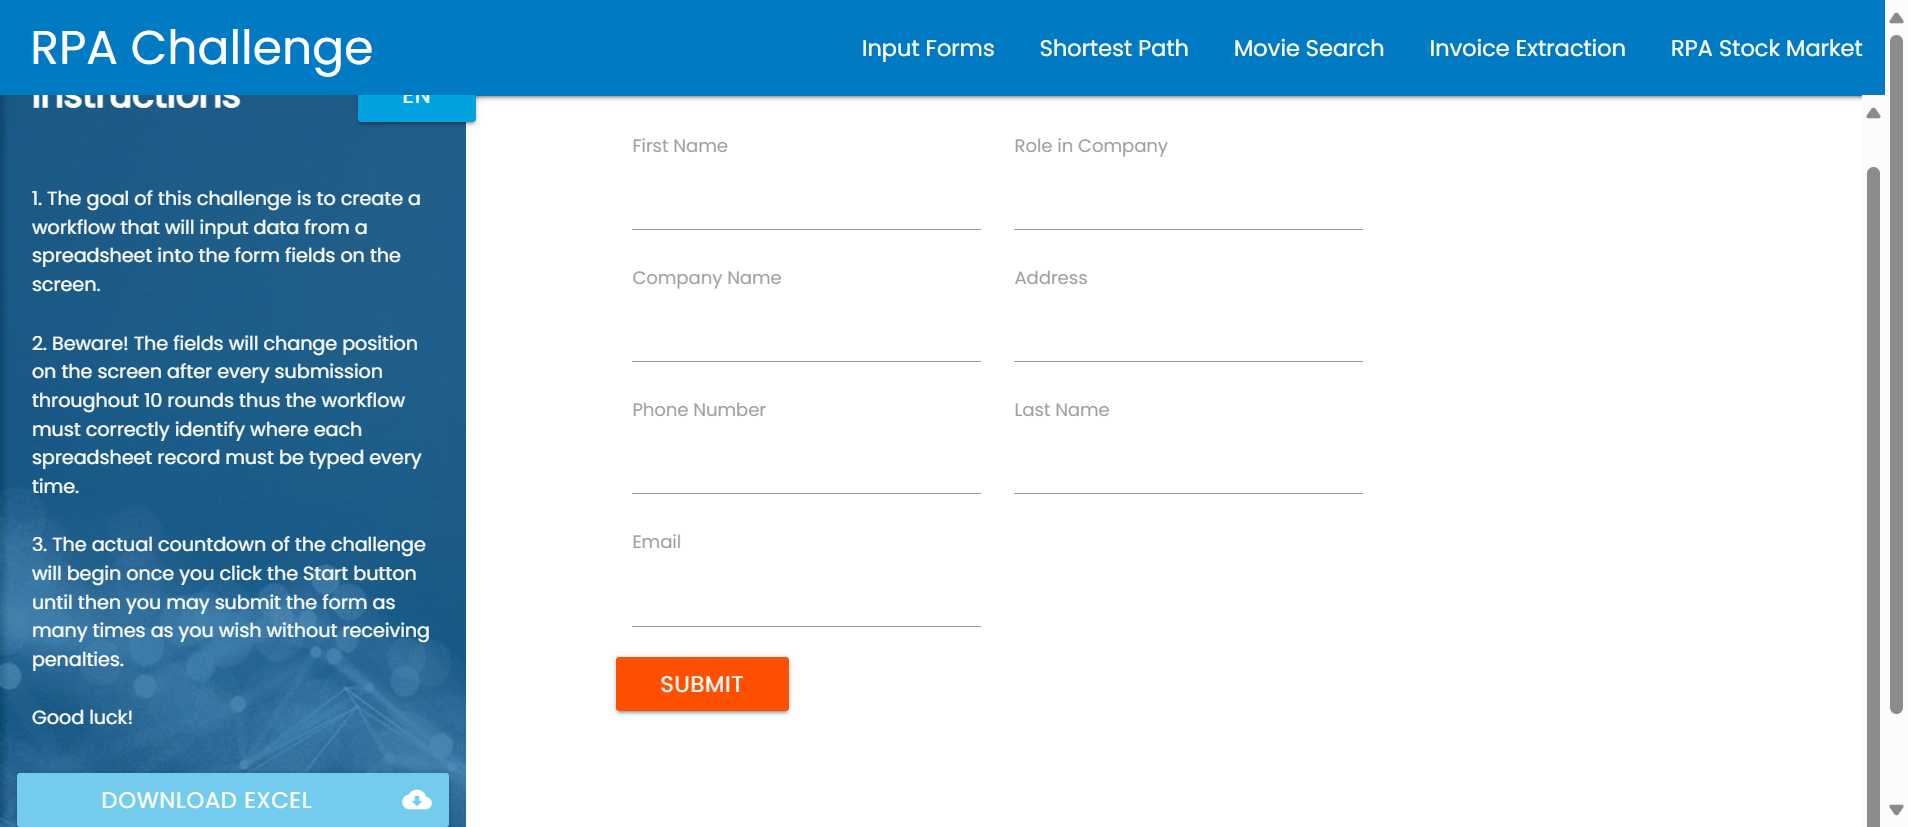 RPA Challenge
Input Forms
Shortest Path
Movie Search
Invoice Extraction
RPA Stock Market
Instructions
EN
1. The goal of this challenge is to create a
workflow that will input data from a
spreadsheet into the form fields on the
screen.
2. Beware! The fields will change position
on the screen after every submission
throughout 10 rounds thus the workflow
must correctly identify where each
spreadsheet record must be typed every
time.
3. The actual countdown of the challenge
will begin once you click the Start button
until then you may submit the form as
many times as you wish without receiving
penalties.
Good luck!
DOWNLOAD EXCEL
First Name
Role in Company
Company Name
Address
Phone Number
Last Name
Email
SUBMIT